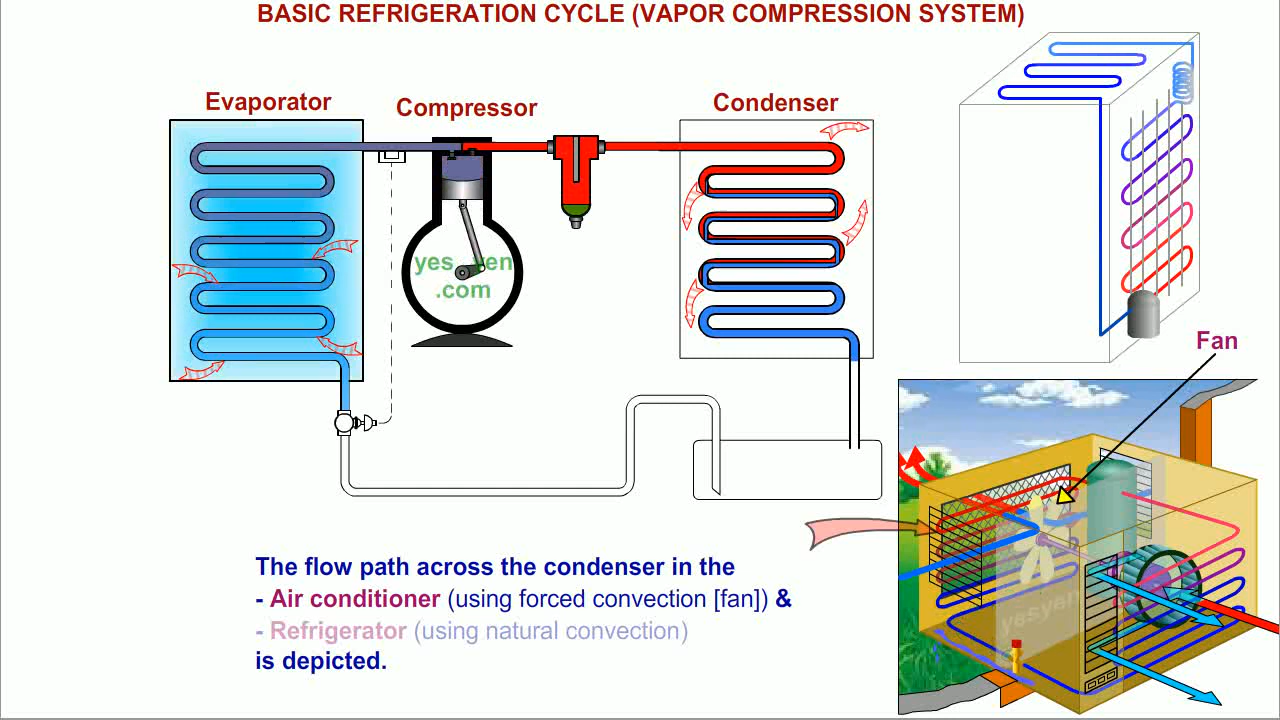 BASIC REFRIGERATION CYCLE (VAPOR COMPRESSION SYSTEM)
Evaporator
Compressor
Condenser
yes yen
.com
Fan
The flow path across the condenser in the
- Air conditioner (using forced convection [fan]) &
- Refrigerator (using natural convection)
is depicted.
yesyen